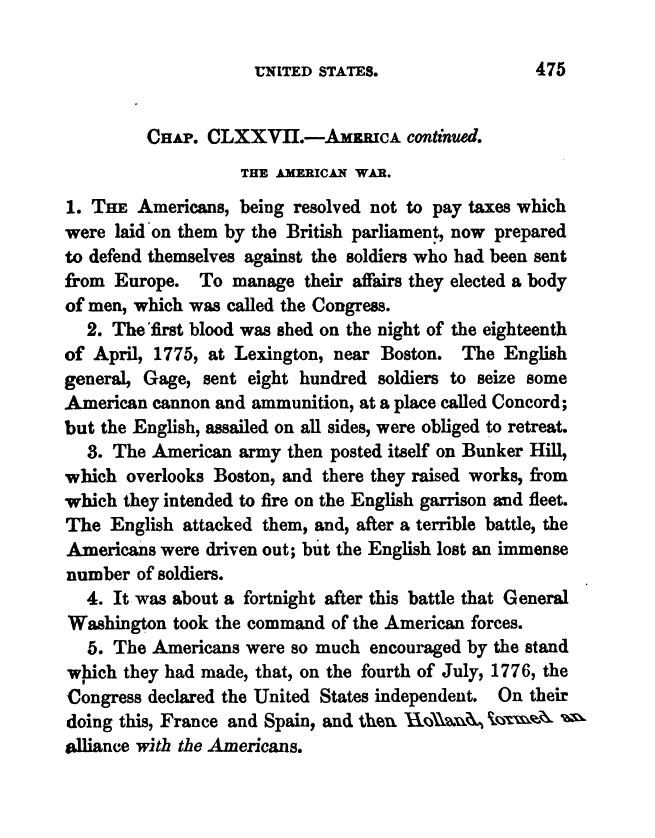 UNITED STATES. 475
CHAP. CLXXVII.—AMERICA continued.
THE AMERICAN WAR.
1. THE Americans, being resolved not to pay taxes which
were laid on them by the British parliament, now prepared
to defend themselves against the soldiers who had been sent
from Europe. To manage their affairs they elected a body
of men, which was called the Congress.
2. The first blood was shed on the night of the eighteenth
of April, 1775, at Lexington, near Boston. The English
general, Gage, sent eight hundred soldiers to seize some
American cannon and ammunition, at a place called Concord;
but the English, assailed on all sides, were obliged to retreat.
3. The American army then posted itself on Bunker Hill,
which overlooks Boston, and there they raised works, from
which they intended to fire on the English garrison and fleet.
The English attacked them, and, after a terrible battle, the
Americans were driven out; but the English lost an immense
number of soldiers.
4. It was about a fortnight after this battle that General
Washington took the command of the American forces.
5. The Americans were so much encouraged by the stand
which they had made, that, on the fourth of July, 1776, the
Congress declared the United States independent. On their
doing this, France and Spain, and then Holland, formed an
alliance with the Americans.